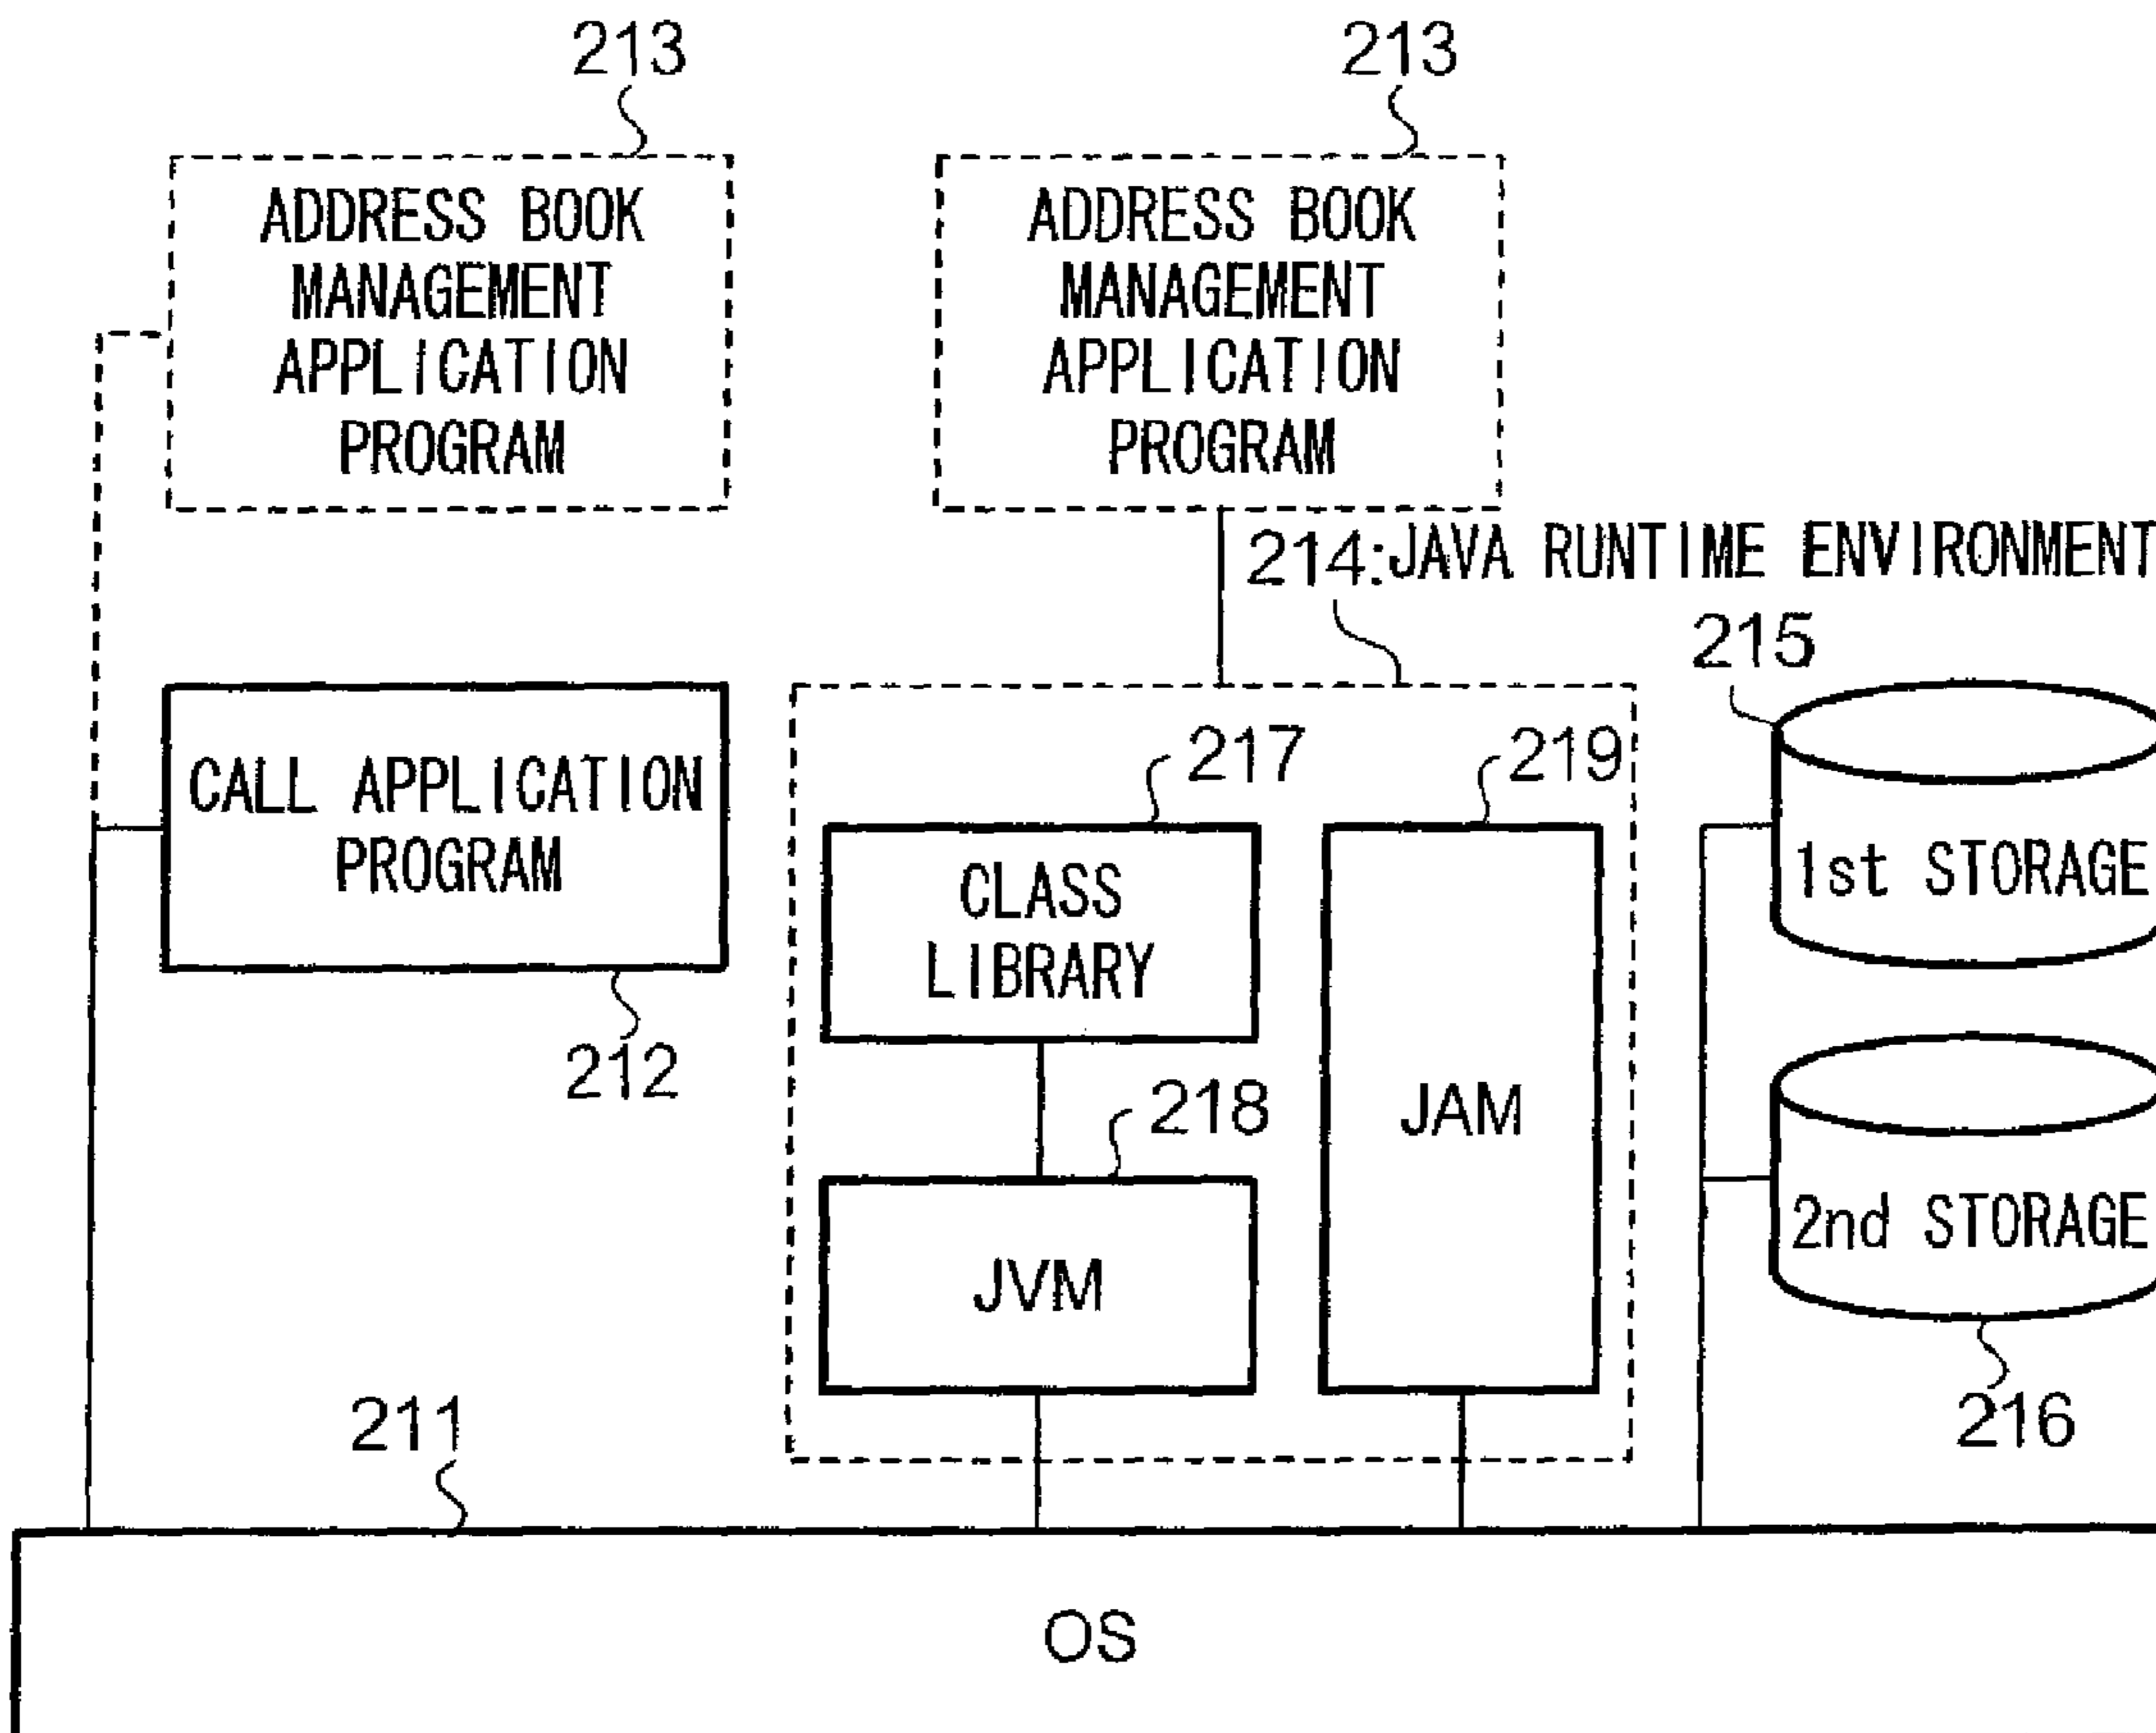 213
213
ADDRESS BOOK
MANAGEMENT
APPLICATION
PROGRAM
ADDRESS BOOK
MANAGEMENT
APPLICATION
PROGRAM
214:JAVA RUNTIME ENVIRONMENT
215
217
219
CALL APPLICATION
PROGRAM
CLASS
LIBRARY
1st STORAGE
212
218
JAM
JVM
2nd STORAGE
211
216
OS